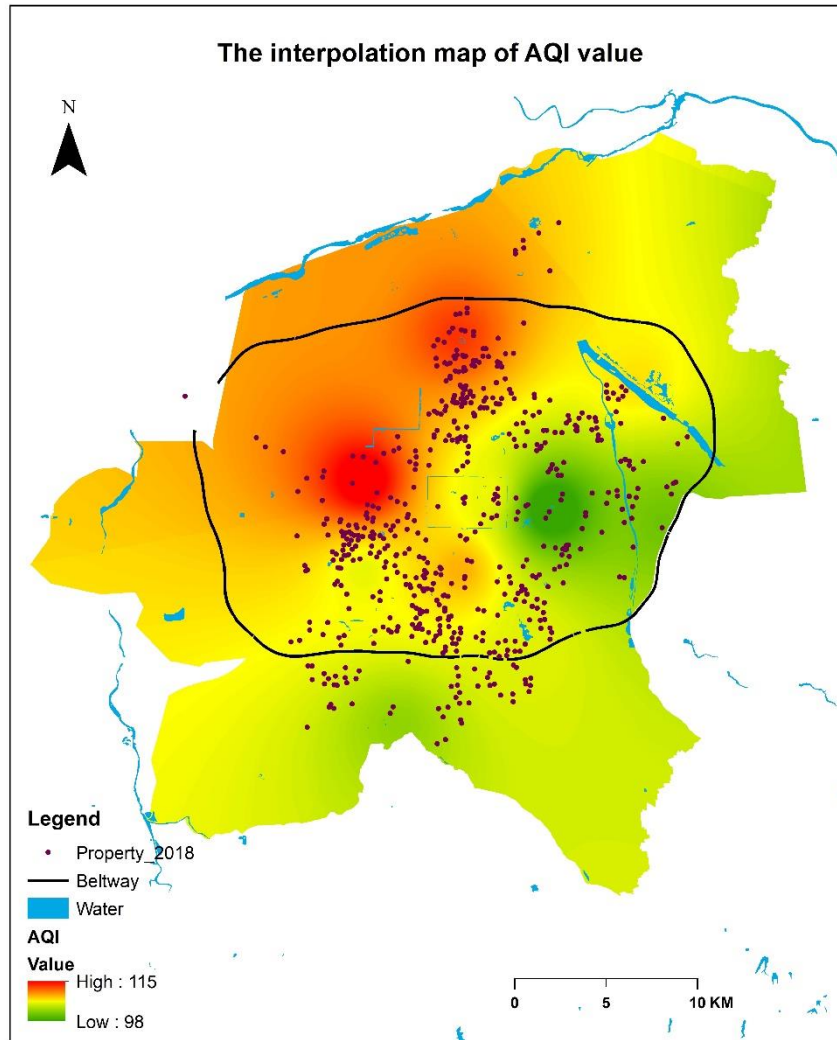 The interpolation map of AQI value
N
Legend
Property_2018
Beltway
Water
AQI
Value
High : 115
Low : 98
0 5 10 KM